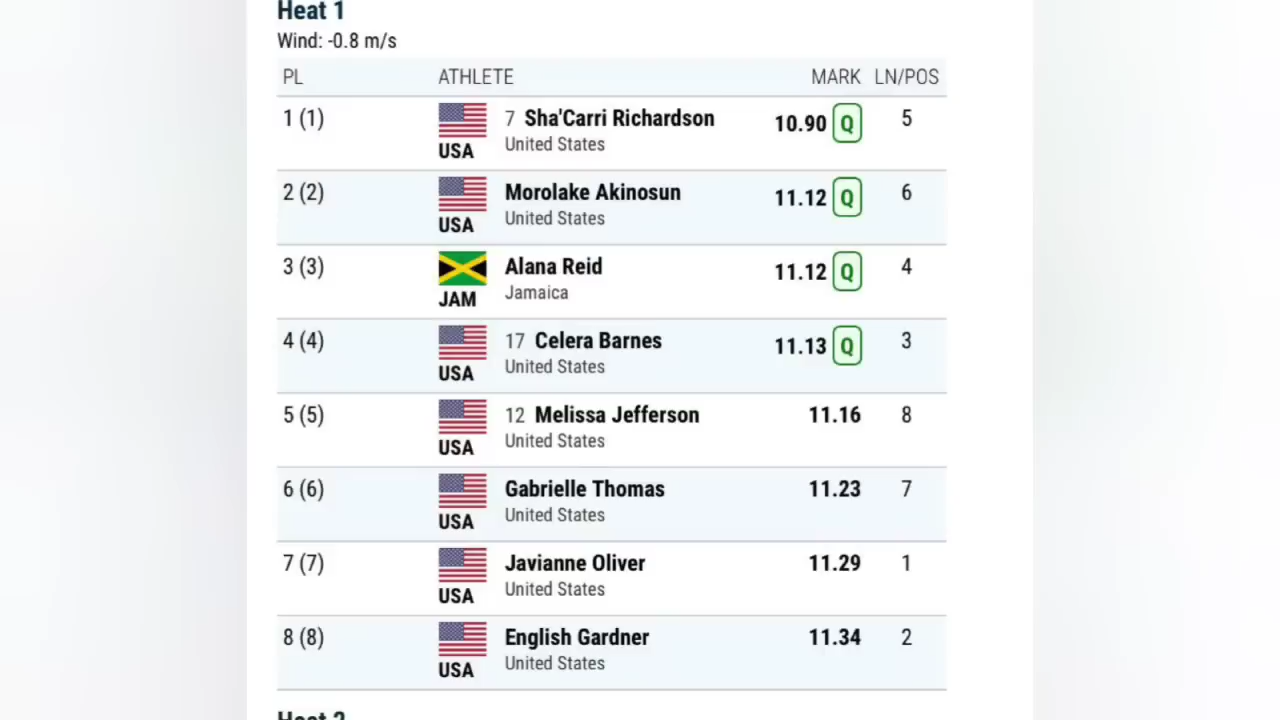 Heat 1
Wind: -0.8 m/s
PL ATHLETE MARK LN/POS
1 (1) USA 7 Sha'Carri Richardson United States 10.90 Q 5
2 (2) USA Morolake Akinosun United States 11.12 Q 6
3 (3) JAM Alana Reid Jamaica 11.12 Q 4
4 (4) USA 17 Celera Barnes United States 11.13 Q 3
5 (5) USA 12 Melissa Jefferson United States 11.16 8
6 (6) USA Gabrielle Thomas United States 11.23 7
7 (7) USA Javianne Oliver United States 11.29 1
8 (8) USA English Gardner United States 11.34 2
Heat 2